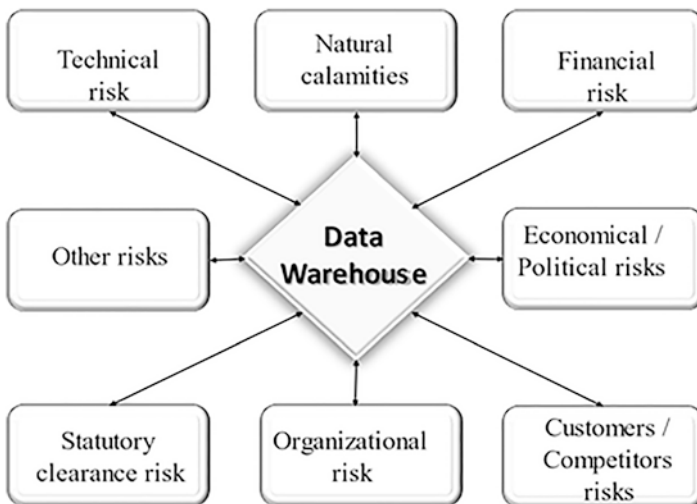 Technical
risk
Natural
calamities
Financial
risk
Other risks
Data
Warehouse
Economical /
Political risks
Statutory
clearance risk
Organizational
risk
Customers /
Competitors
risks